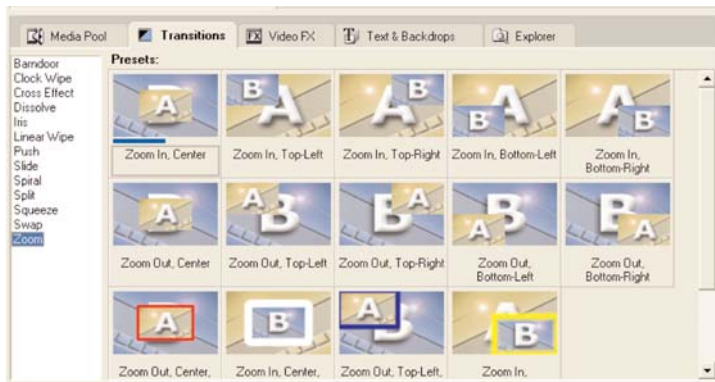 Media Pool
Transitions
FX Video FX
Text & Backdrops
Explorer
Barndoor
Clock Wipe
Cross Effect
Dissolve
Iris
Linear Wipe
Push
Slide
Spiral
Split
Squeeze
Swap
Zoom
Presets:
A
B A
A B
A B
A B
Zoom In, Center
Zoom In, Top-Left
Zoom In, Top-Right
Zoom In, Bottom-Left
Zoom In,
Bottom-Right
A
A B
B A
A B
B A
Zoom Out, Center
Zoom Out, Top-Left
Zoom Out, Top-Right
Zoom Out,
Bottom-Left
Zoom Out,
Bottom-Right
A
B
A B
A B
Zoom Out, Center,
Zoom In, Center,
Zoom Out, Top-Left,
Zoom In,